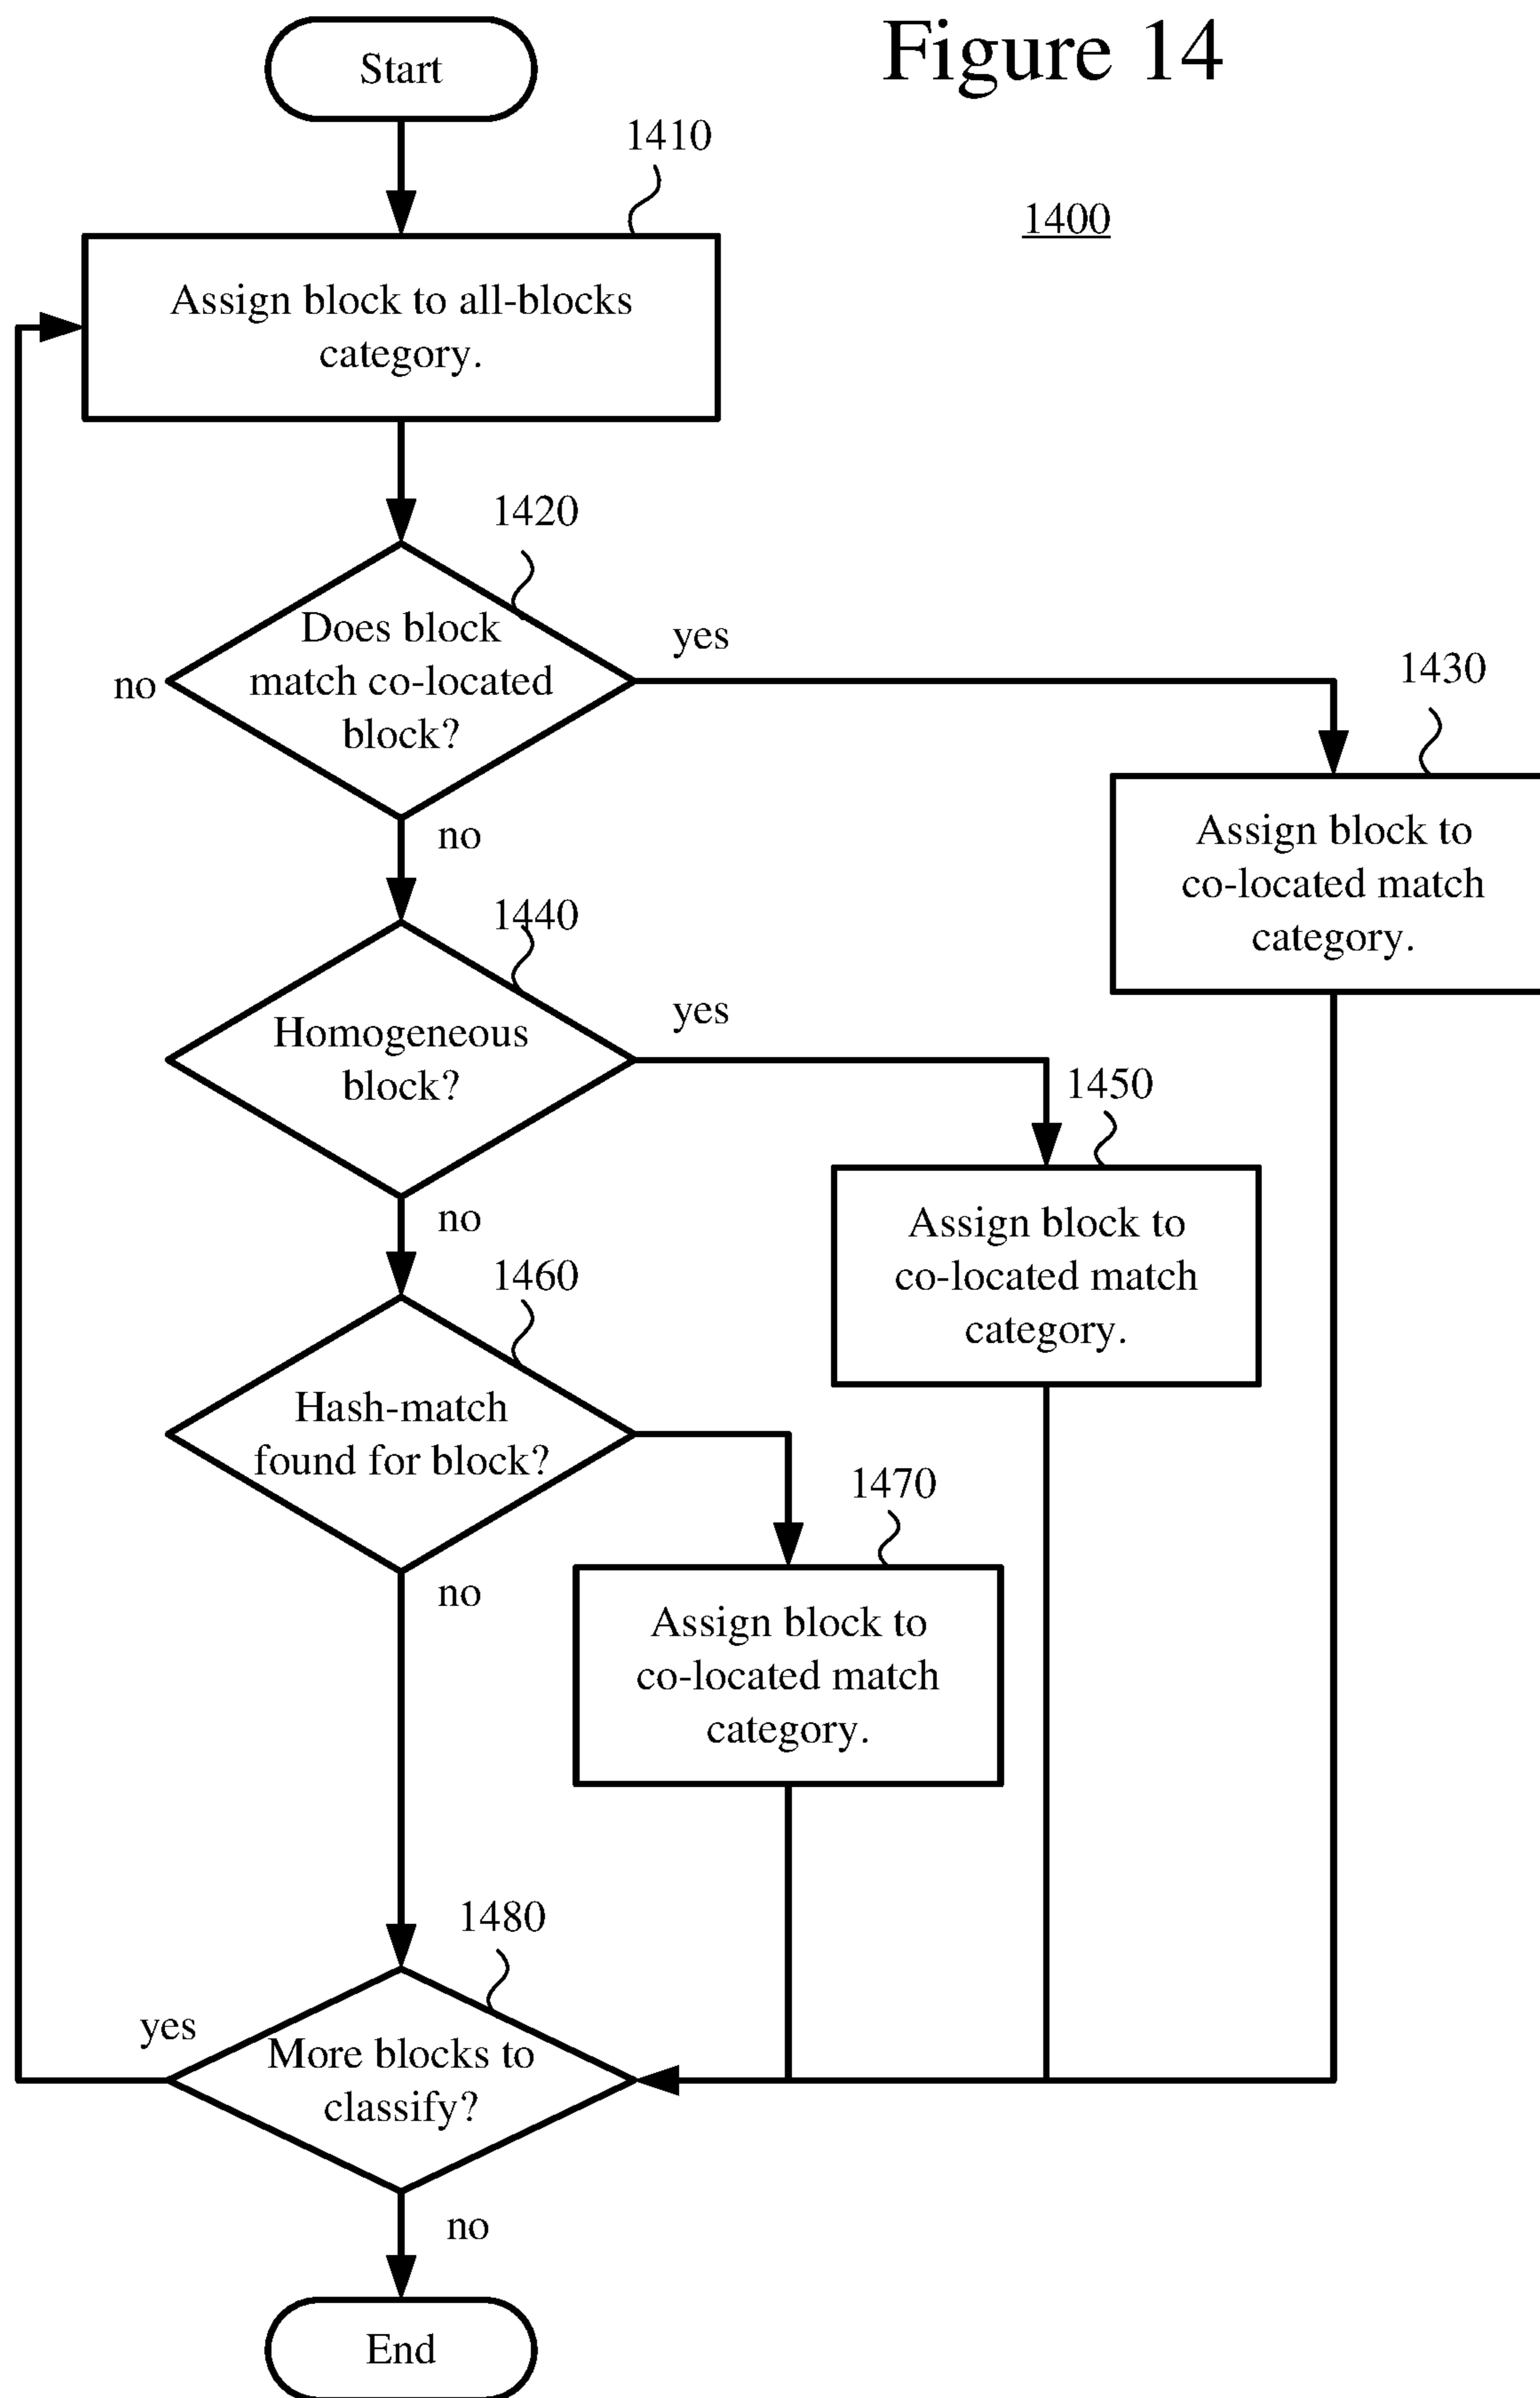 Figure 14
1400
Start
1410
Assign block to all-blocks
category.
1420
Does block
match co-located
block?
yes
no
no
1430
Assign block to
co-located match
category.
1440
Homogeneous
block?
yes
no
1450
Assign block to
co-located match
category.
1460
Hash-match
found for block?
no
1470
Assign block to
co-located match
category.
1480
More blocks to
classify?
yes
no
End